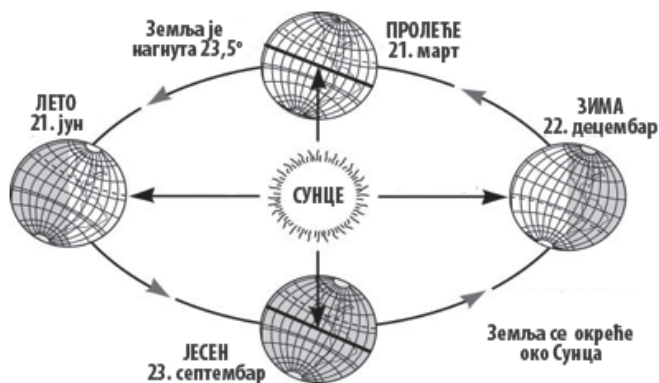 Земља је
нагнута 23,5°
ПРОЛЕЋЕ
21. март
ЛЕТО
21. јун
ЗИМА
22. децембар
СУНЦЕ
ЈЕСЕН
23. септембар
Земља се окреће
око Сунца